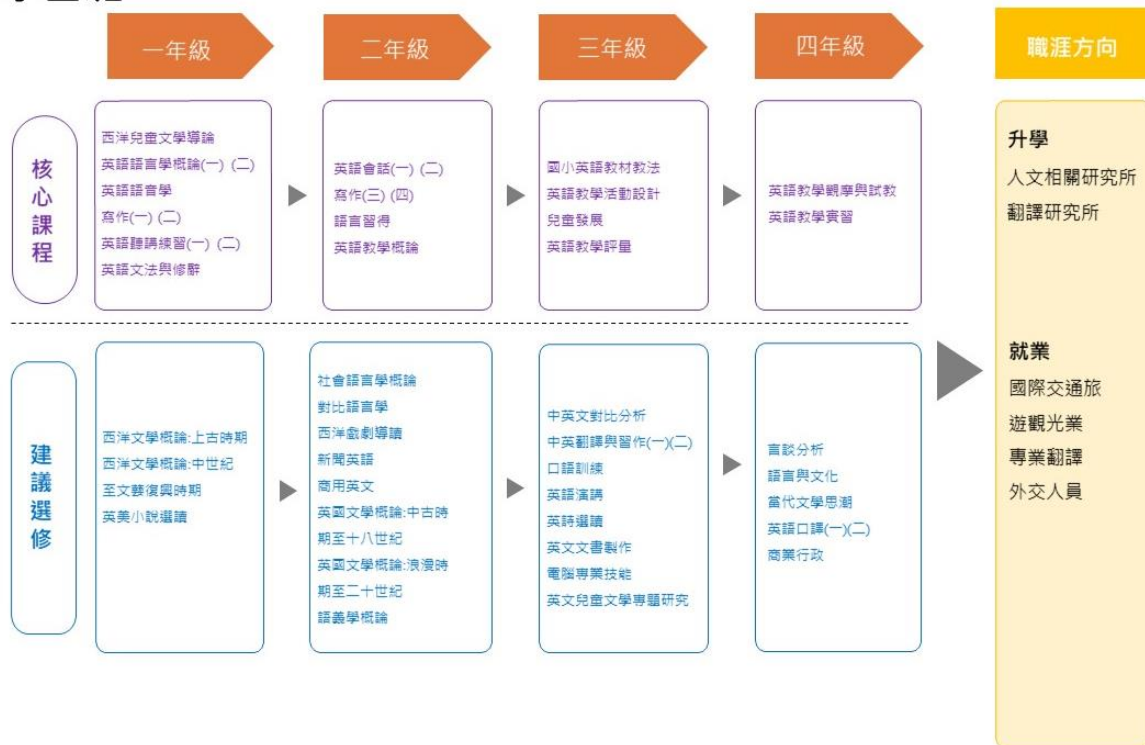 一年級
二年級
三年級
四年級
職涯方向
核心課程
西洋兒童文學導論
英語語言學概論(一) (二)
英語語音學
寫作(一) (二)
英語聽講練習(一) (二)
英語文法與修辭
英語會話(一) (二)
寫作(三) (四)
語言習得
英語教學概論
國小英語教材教法
英語教學活動設計
兒童發展
英語教學評量
英語教學觀摩與試教
英語教學實習
建議選修
西洋文學概論:上古時期
西洋文學概論:中世紀
至文藝復興時期
英美小說選讀
社會語言學概論
對比語言學
西洋戲劇導讀
新聞英語
商用英文
英國文學概論:中古時
期至十八世紀
英國文學概論:浪漫時
期至二十世紀
語義學概論
中英文對比分析
中英翻譯與習作(一)(二)
口語訓練
英語演講
英詩選讀
英文文書製作
電腦專業技能
英文兒童文學專題研究
言談分析
語言與文化
當代文學思潮
英語口譯(一)(二)
商業行政
升學
人文相關研究所
翻譯研究所
就業
國際交通旅
遊觀光業
專業翻譯
外交人員